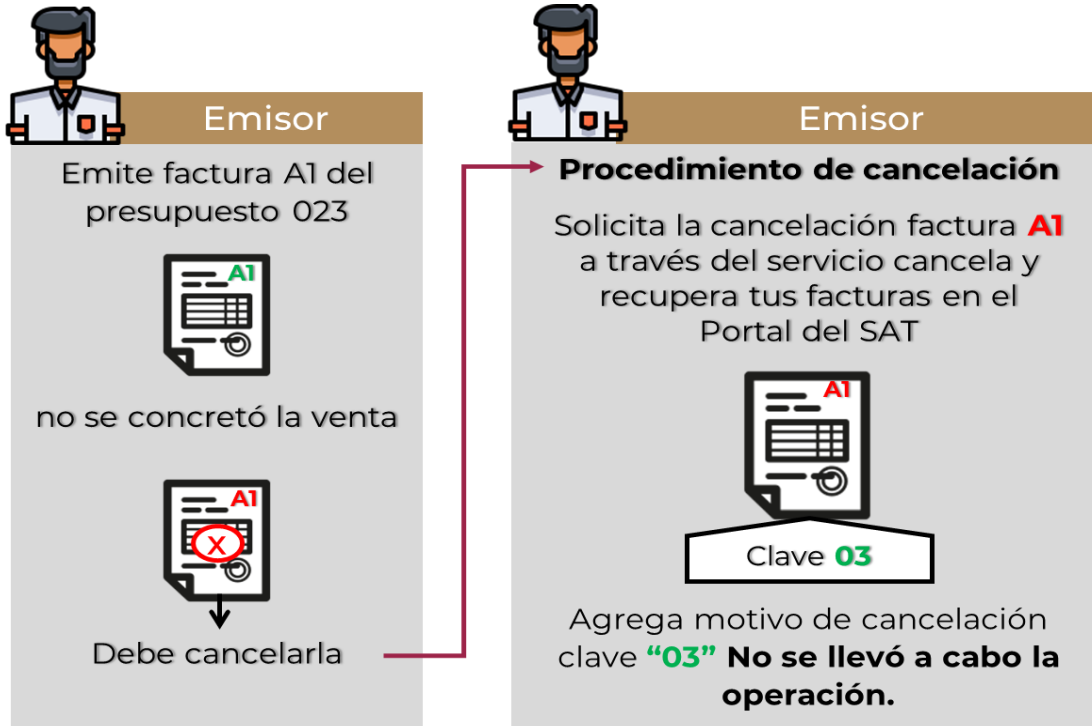 Emisor
Emite factura A1 del
presupuesto 023
A1
no se concretó la venta
A1
X
Debe cancelarla
Emisor
Procedimiento de cancelación
Solicita la cancelación factura A1
a través del servicio cancela y
recupera tus facturas en el
Portal del SAT
A1
Clave 03
Agrega motivo de cancelación
clave “03” No se llevó a cabo la
operación.